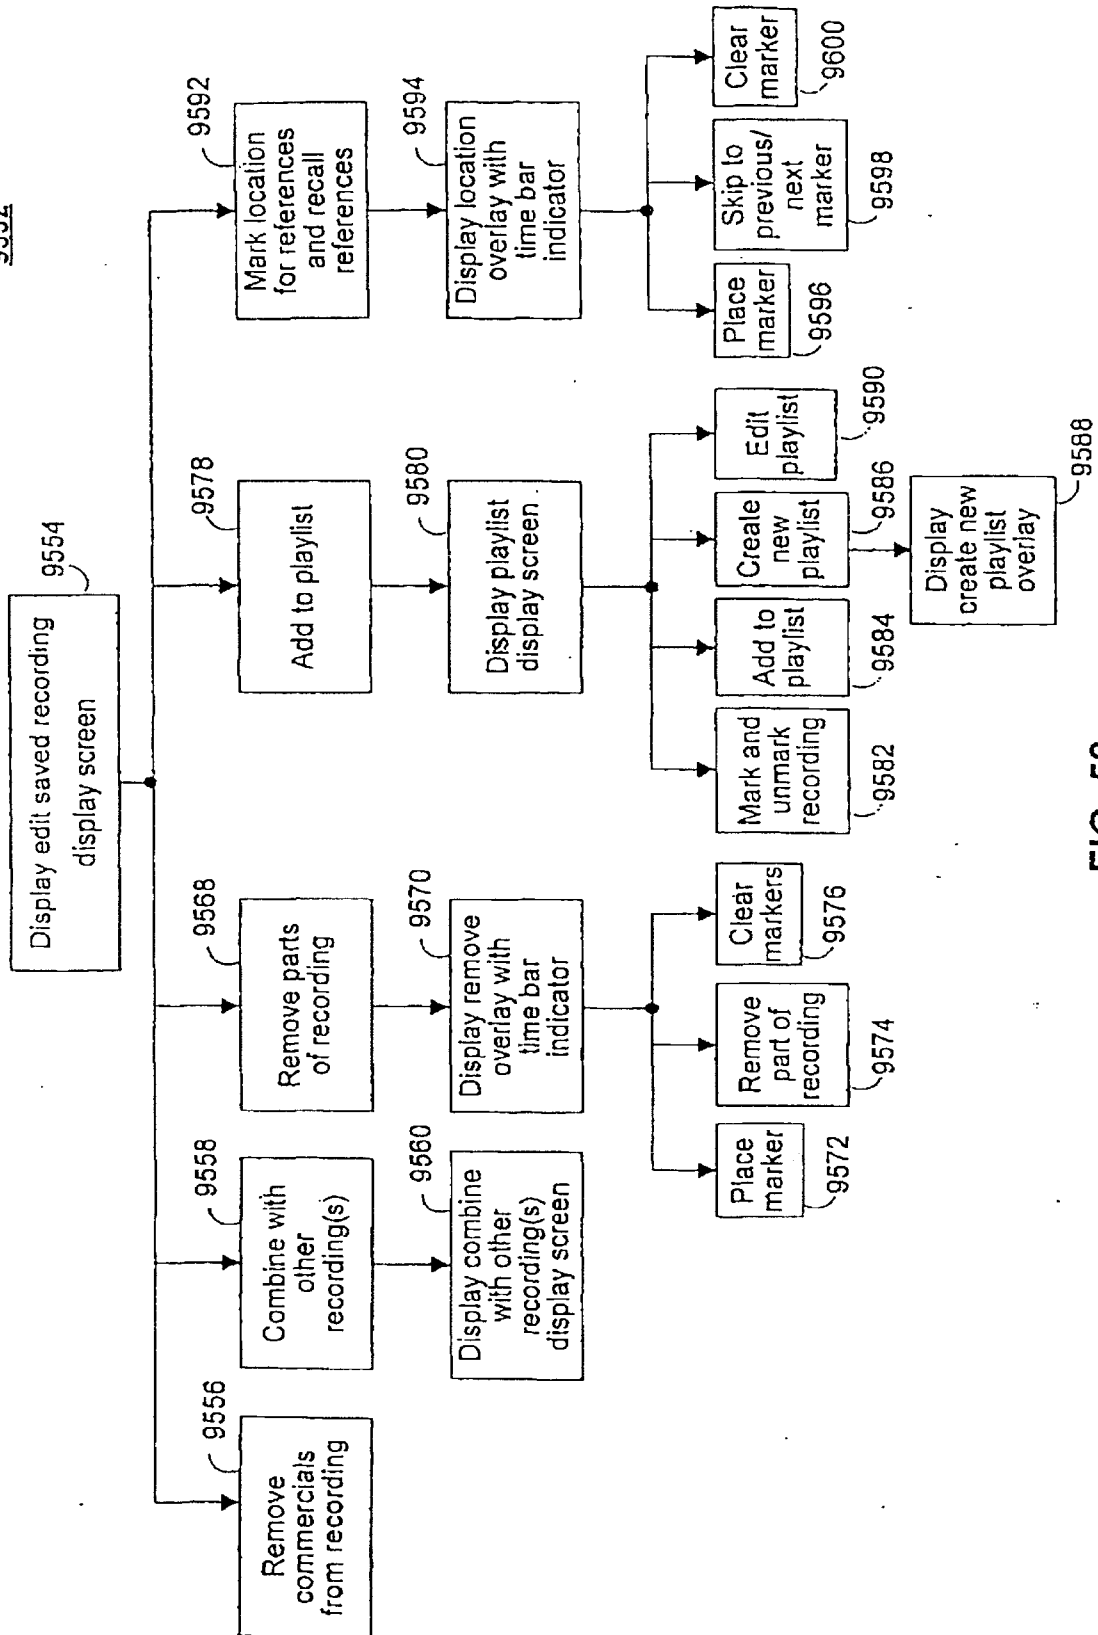 9552
Display edit saved recording
display screen
9554
Remove
commercials
from recording
9556
Combine with
other
recording(s)
9558
Display combine
with other
recording(s)
display screen
9560
Remove parts
of recording
9568
Display remove
overlay with
time bar
indicator
9570
Place
marker
9572
Remove
part of
recording
9574
Clear
markers
9576
Add to playlist
9578
Display playlist
display screen
9580
Mark and
unmark
recording
9582
Add to
playlist
9584
Create
new
playlist
9586
Display
create new
playlist
overlay
9588
Edit
playlist
9590
Mark location
for references
and recall
references
9592
Display location
overlay with
time bar
indicator
9594
Place
marker
9596
Skip to
previous/
next
marker
9598
Clear
marker
9600
FIG.